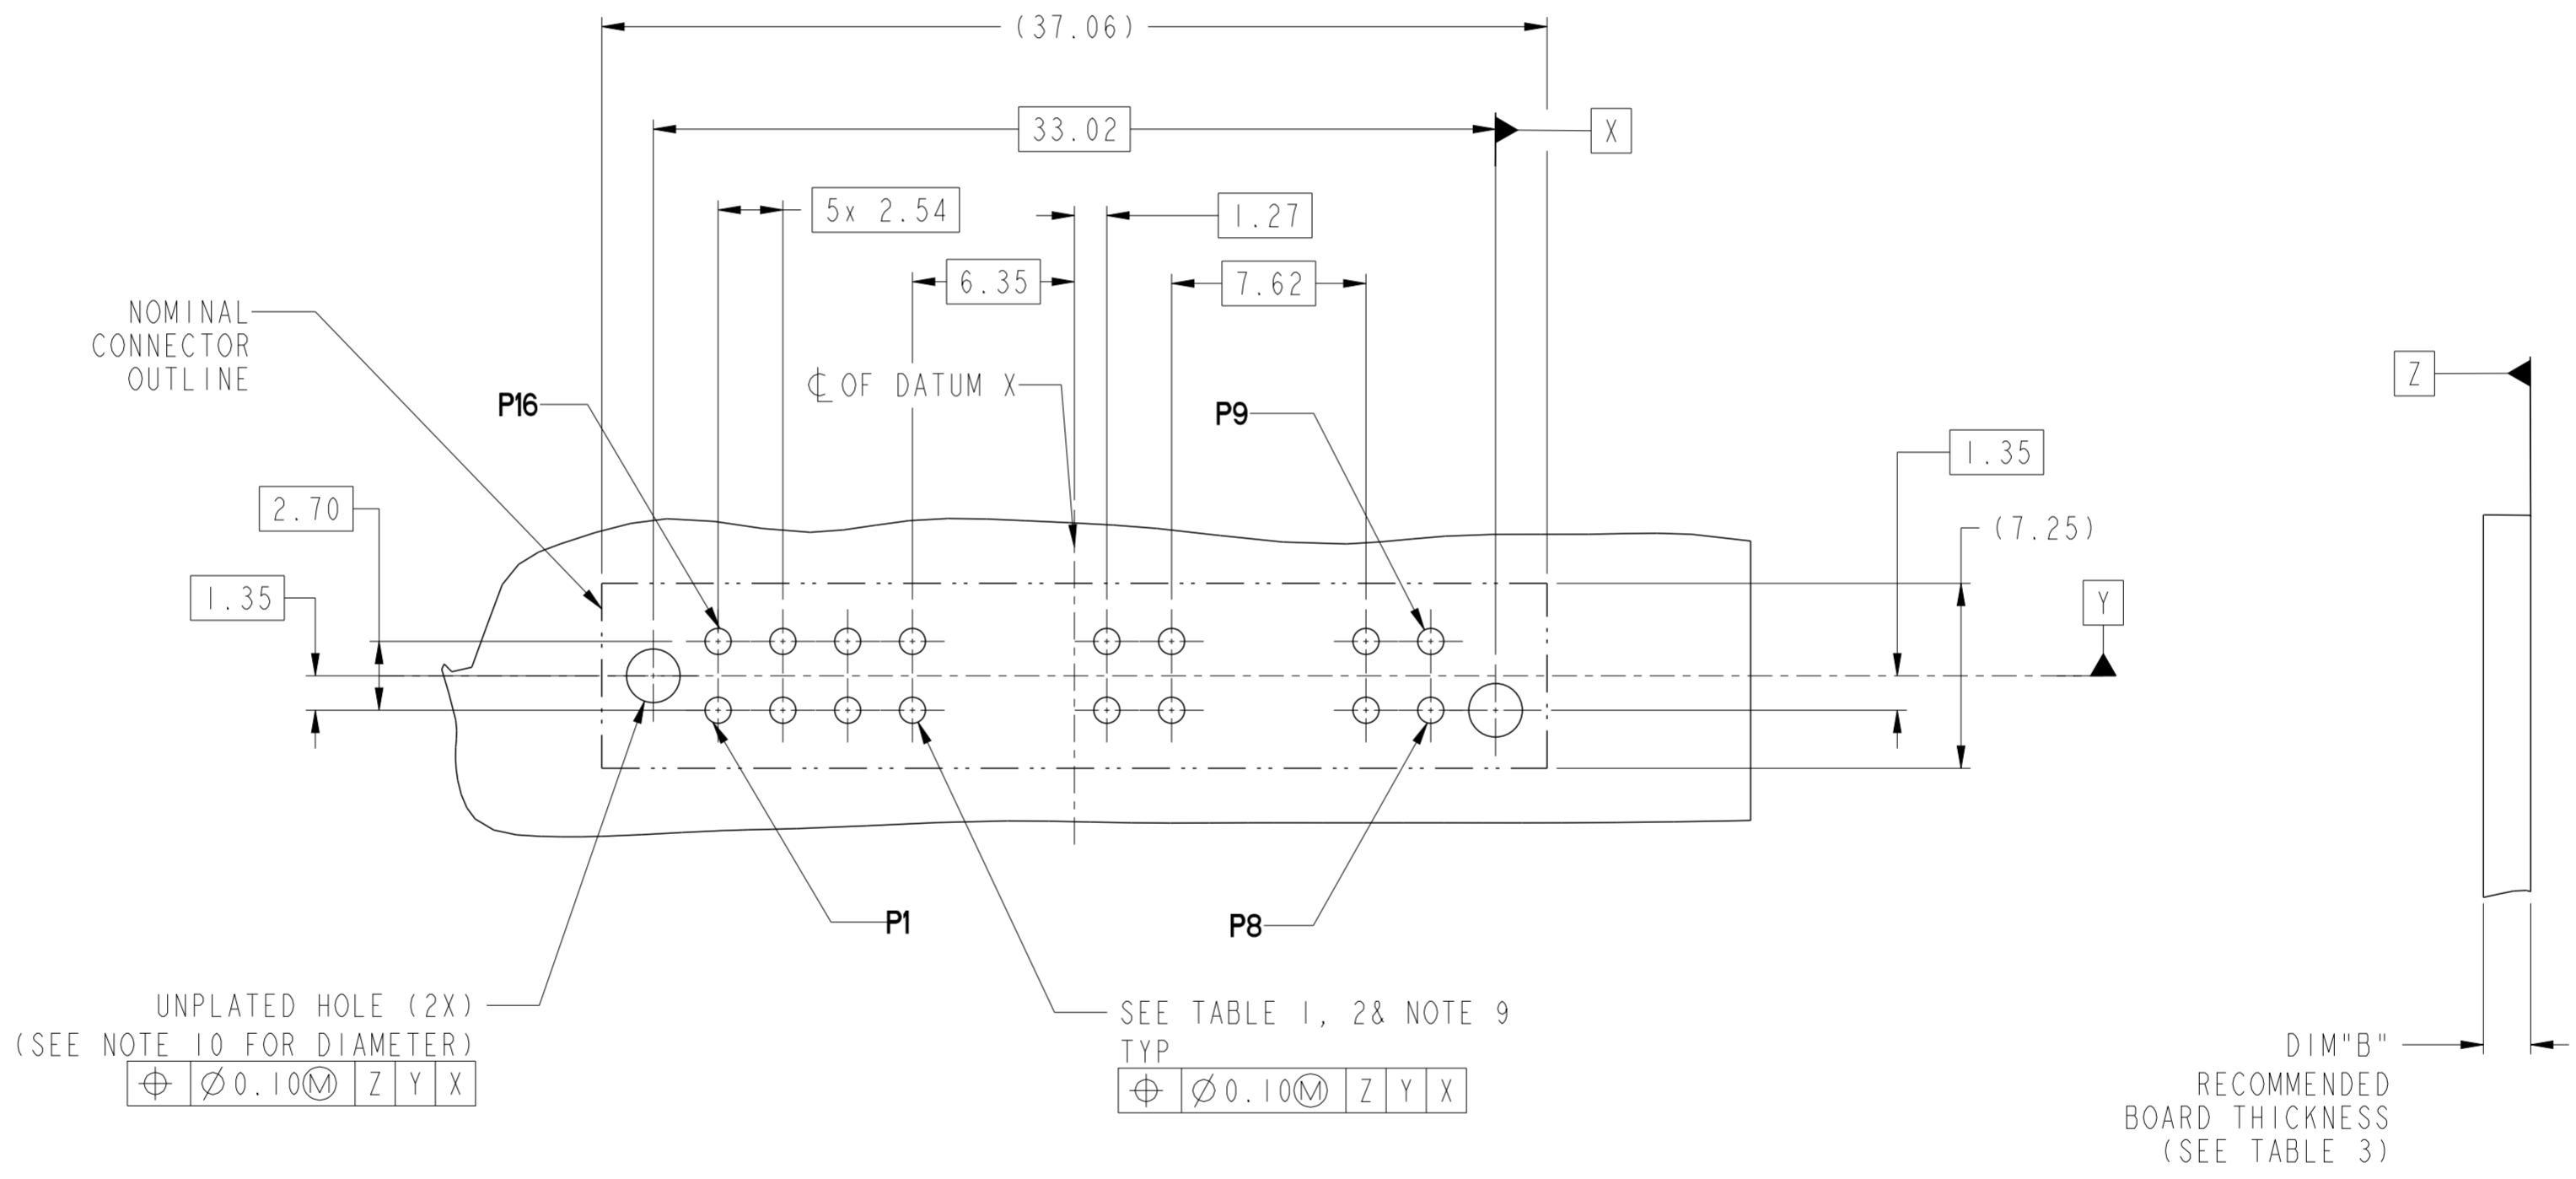 (37.06)
33.02
X
5x 2.54
1.27
6.35
7.62
NOMINAL
CONNECTOR
OUTLINE
℄ OF DATUM X
P16
P9
Z
1.35
2.70
(7.25)
1.35
Y
P1
P8
UNPLATED HOLE (2X)
(SEE NOTE 10 FOR DIAMETER)
⌖ ⌀0.10Ⓜ Z Y X
SEE TABLE 1, 2& NOTE 9
TYP
⌖ ⌀0.10Ⓜ Z Y X
DIM"B"
RECOMMENDED
BOARD THICKNESS
(SEE TABLE 3)